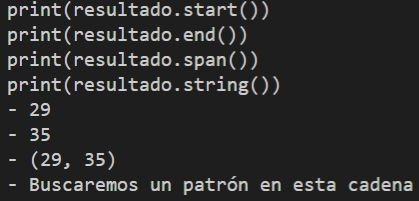 print(resultado.start())
print(resultado.end())
print(resultado.span())
print(resultado.string())
- 29
- 35
- (29, 35)
- Buscaremos un patrón en esta cadena